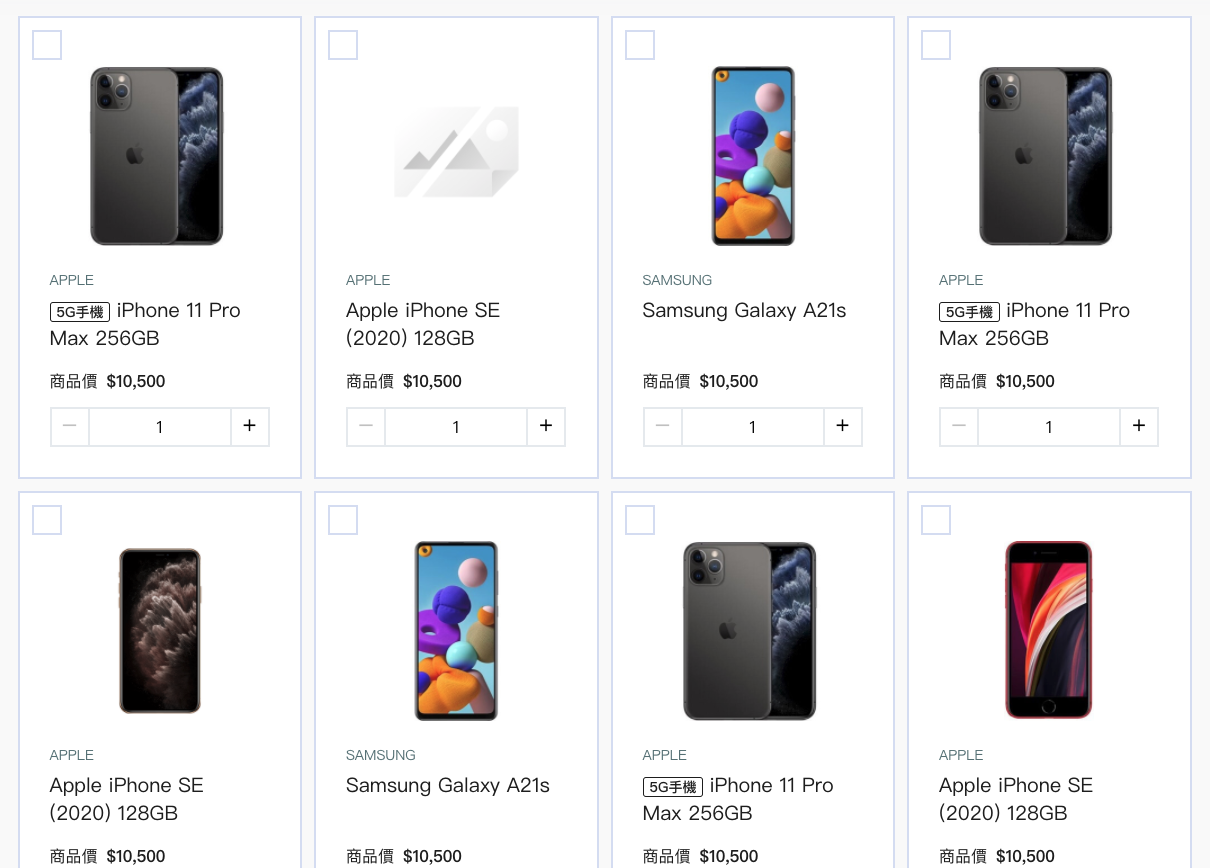 APPLE
5G手機 iPhone 11 Pro
Max 256GB
商品價 $10,500
− 1 +
APPLE
Apple iPhone SE
(2020) 128GB
商品價 $10,500
− 1 +
SAMSUNG
Samsung Galaxy A21s
商品價 $10,500
− 1 +
APPLE
5G手機 iPhone 11 Pro
Max 256GB
商品價 $10,500
− 1 +
APPLE
Apple iPhone SE
(2020) 128GB
商品價 $10,500
SAMSUNG
Samsung Galaxy A21s
商品價 $10,500
APPLE
5G手機 iPhone 11 Pro
Max 256GB
商品價 $10,500
APPLE
Apple iPhone SE
(2020) 128GB
商品價 $10,500